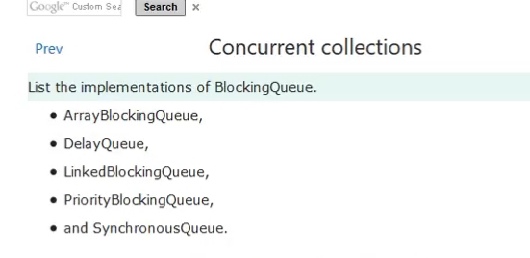 Google™ Custom Sea Search ×
Prev Concurrent collections
List the implementations of BlockingQueue.
• ArrayBlockingQueue,
• DelayQueue,
• LinkedBlockingQueue,
• PriorityBlockingQueue,
• and SynchronousQueue.